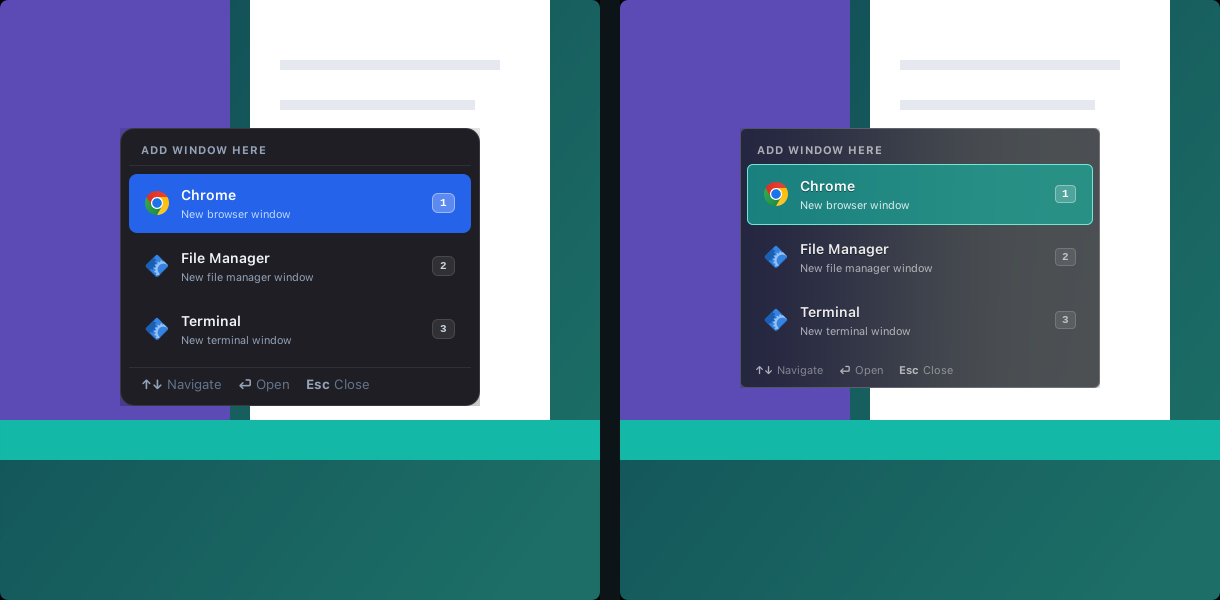 ADD WINDOW HERE
Chrome
New browser window
1
File Manager
New file manager window
2
Terminal
New terminal window
3
↑↓ Navigate ⏎ Open Esc Close
ADD WINDOW HERE
Chrome
New browser window
1
File Manager
New file manager window
2
Terminal
New terminal window
3
↑↓ Navigate ⏎ Open Esc Close